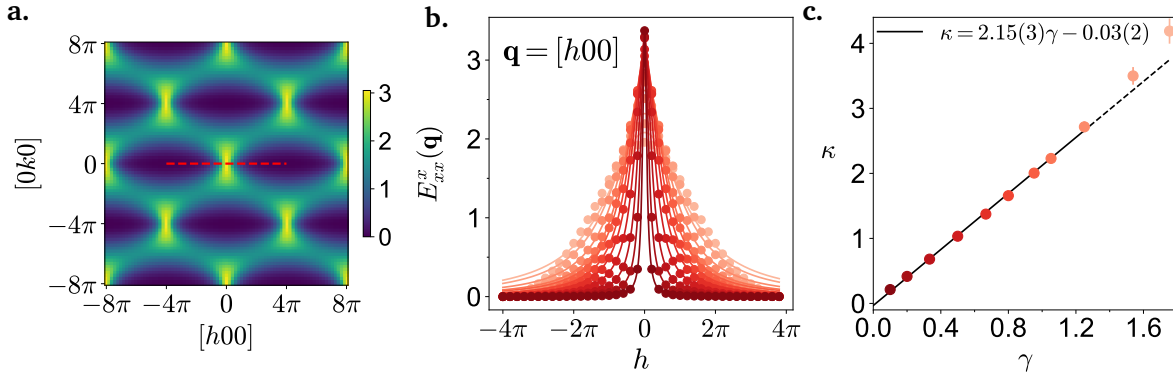 a.
8π
4π
0
−4π
−8π
[0k0]
−8π −4π 0 4π 8π
[h00]
3
2
1
0
b.
q = [h00]
3
2
1
0
E^x_{xx}(q)
−4π −2π 0 2π 4π
h
c.
κ = 2.15(3)γ − 0.03(2)
4
3
2
1
0
κ
0.0 0.4 0.8 1.2 1.6
γ